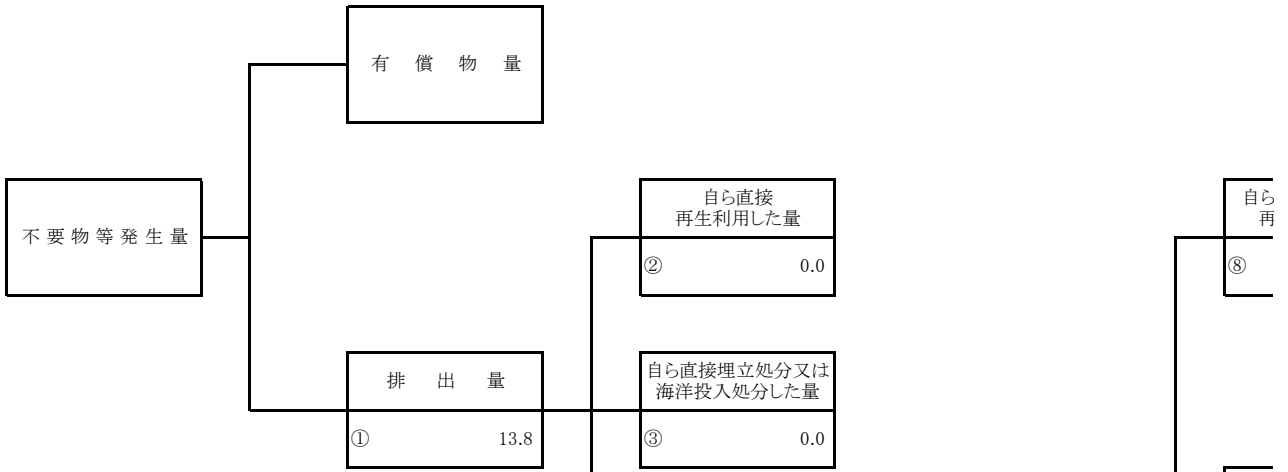 有償物量
不要物等発生量
自ら直接
再生利用した量
② 0.0
自ら
再
⑧
排出量
① 13.8
自ら直接埋立処分又は
海洋投入処分した量
③ 0.0